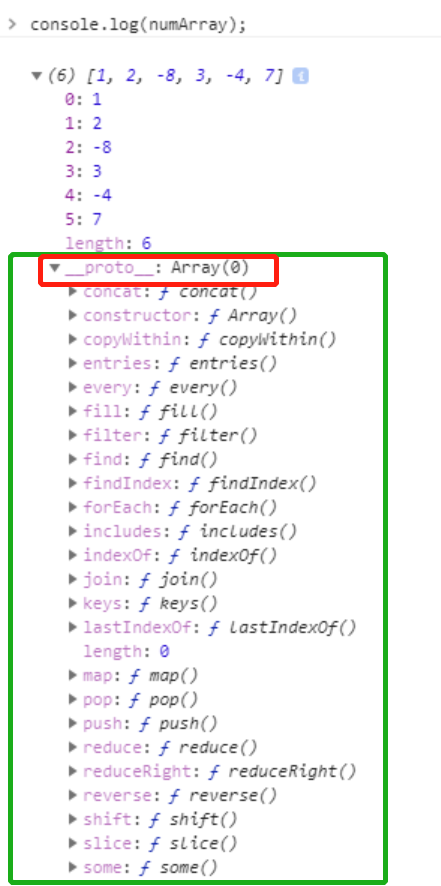 > console.log(numArray);
▼(6) [1, 2, -8, 3, -4, 7] i
0: 1
1: 2
2: -8
3: 3
4: -4
5: 7
length: 6
▼__proto__: Array(0)
▶concat: ƒ concat()
▶constructor: ƒ Array()
▶copyWithin: ƒ copyWithin()
▶entries: ƒ entries()
▶every: ƒ every()
▶fill: ƒ fill()
▶filter: ƒ filter()
▶find: ƒ find()
▶findIndex: ƒ findIndex()
▶forEach: ƒ forEach()
▶includes: ƒ includes()
▶indexOf: ƒ indexOf()
▶join: ƒ join()
▶keys: ƒ keys()
▶lastIndexOf: ƒ lastIndexOf()
length: 0
▶map: ƒ map()
▶pop: ƒ pop()
▶push: ƒ push()
▶reduce: ƒ reduce()
▶reduceRight: ƒ reduceRight()
▶reverse: ƒ reverse()
▶shift: ƒ shift()
▶slice: ƒ slice()
▶some: ƒ some()